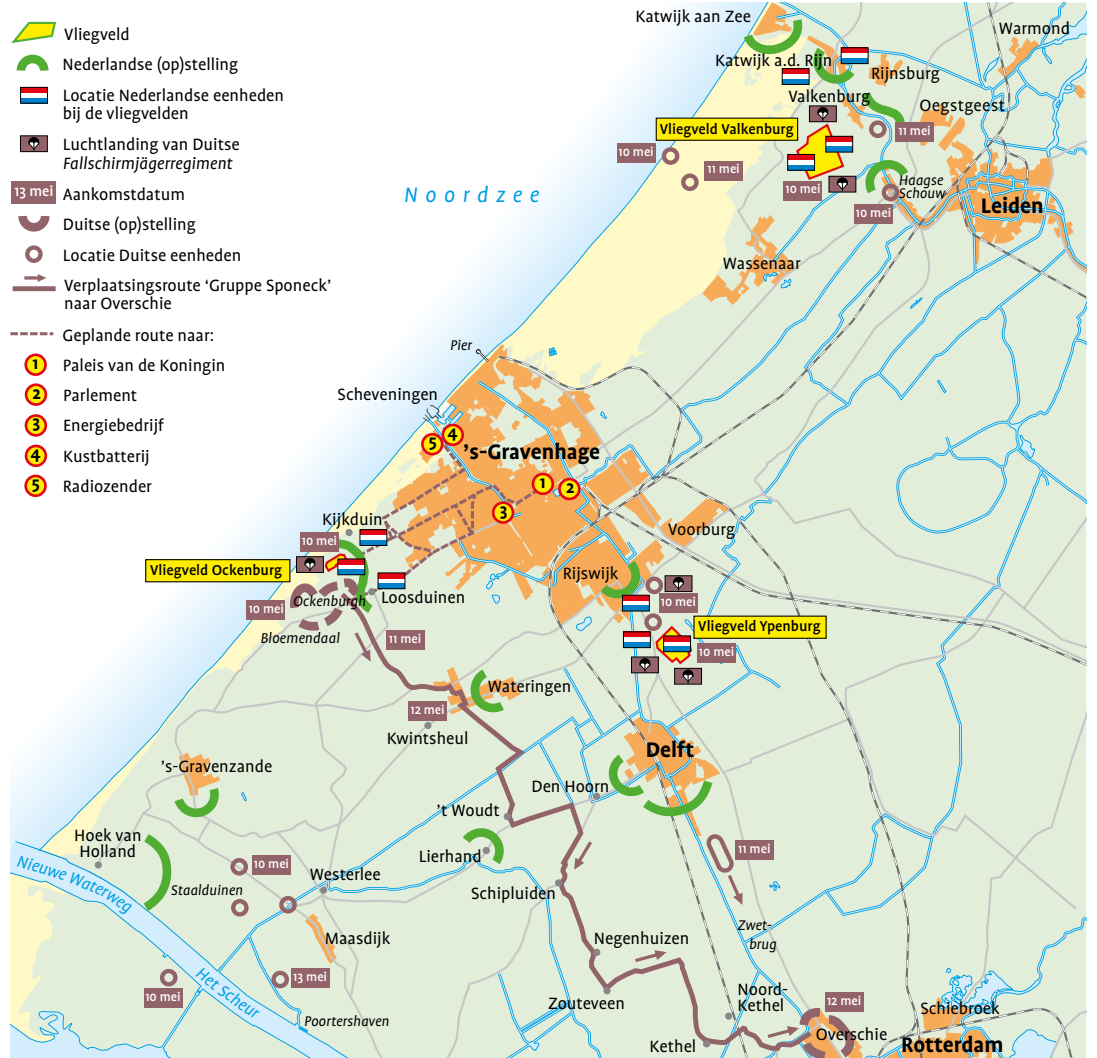 Vliegveld
Nederlandse (op)stelling
Locatie Nederlandse eenheden
bij de vliegvelden
Luchtlanding van Duitse
Fallschirmjägerregiment
13 mei
Aankomstdatum
Duitse (op)stelling
Locatie Duitse eenheden
Verplaatsingsroute ‘Gruppe Sponeck’
naar Overschie
Geplande route naar:
1 Paleis van de Koningin
2 Parlement
3 Energiebedrijf
4 Kustbatterij
5 Radiozender
Noordzee
Katwijk aan Zee
Warmond
Katwijk a.d. Rijn
Rijnsburg
Valkenburg
Oegstgeest
Vliegveld Valkenburg
11 mei
10 mei
11 mei
10 mei
Haagse
Schouw
10 mei
Leiden
Wassenaar
Pier
Scheveningen
4
5
's-Gravenhage
1
2
3
Kijkduin
Voorburg
10 mei
Vliegveld Ockenburg
Rijswijk
Ockenburgh
Loosduinen
10 mei
10 mei
Bloemendaal
11 mei
Vliegveld Ypenburg
10 mei
Wateringen
12 mei
Kwintsheul
Delft
's-Gravenzande
Den Hoorn
't Woudt
Hoek van
Holland
Lierhand
11 mei
Nieuwe Waterweg
10 mei
Staalduinen
Westerlee
Schipluiden
Maasdijk
Negenhuizen
Zwet-
brug
Het Scheur
13 mei
10 mei
Zouteveen
Noord-
Kethel
12 mei
Poortershaven
Schiebroek
Overschie
Kethel
Rotterdam